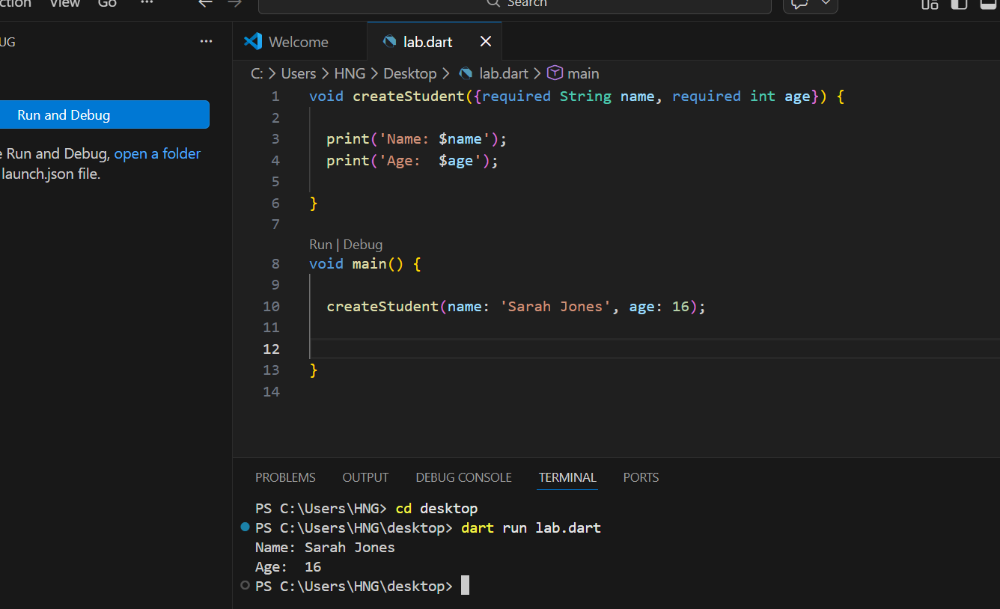 View Go ··· Search
UG ···
Welcome lab.dart
C: > Users > HNG > Desktop > lab.dart > main
Run and Debug
Run and Debug, open a folder
launch.json file.
1 void createStudent({required String name, required int age}) {
2
3 print('Name: $name');
4 print('Age:  $age');
5
6 }
7
Run | Debug
8 void main() {
9
10 createStudent(name: 'Sarah Jones', age: 16);
11
12
13 }
14
PROBLEMS OUTPUT DEBUG CONSOLE TERMINAL PORTS
PS C:\Users\HNG> cd desktop
PS C:\Users\HNG\desktop> dart run lab.dart
Name: Sarah Jones
Age:  16
PS C:\Users\HNG\desktop>